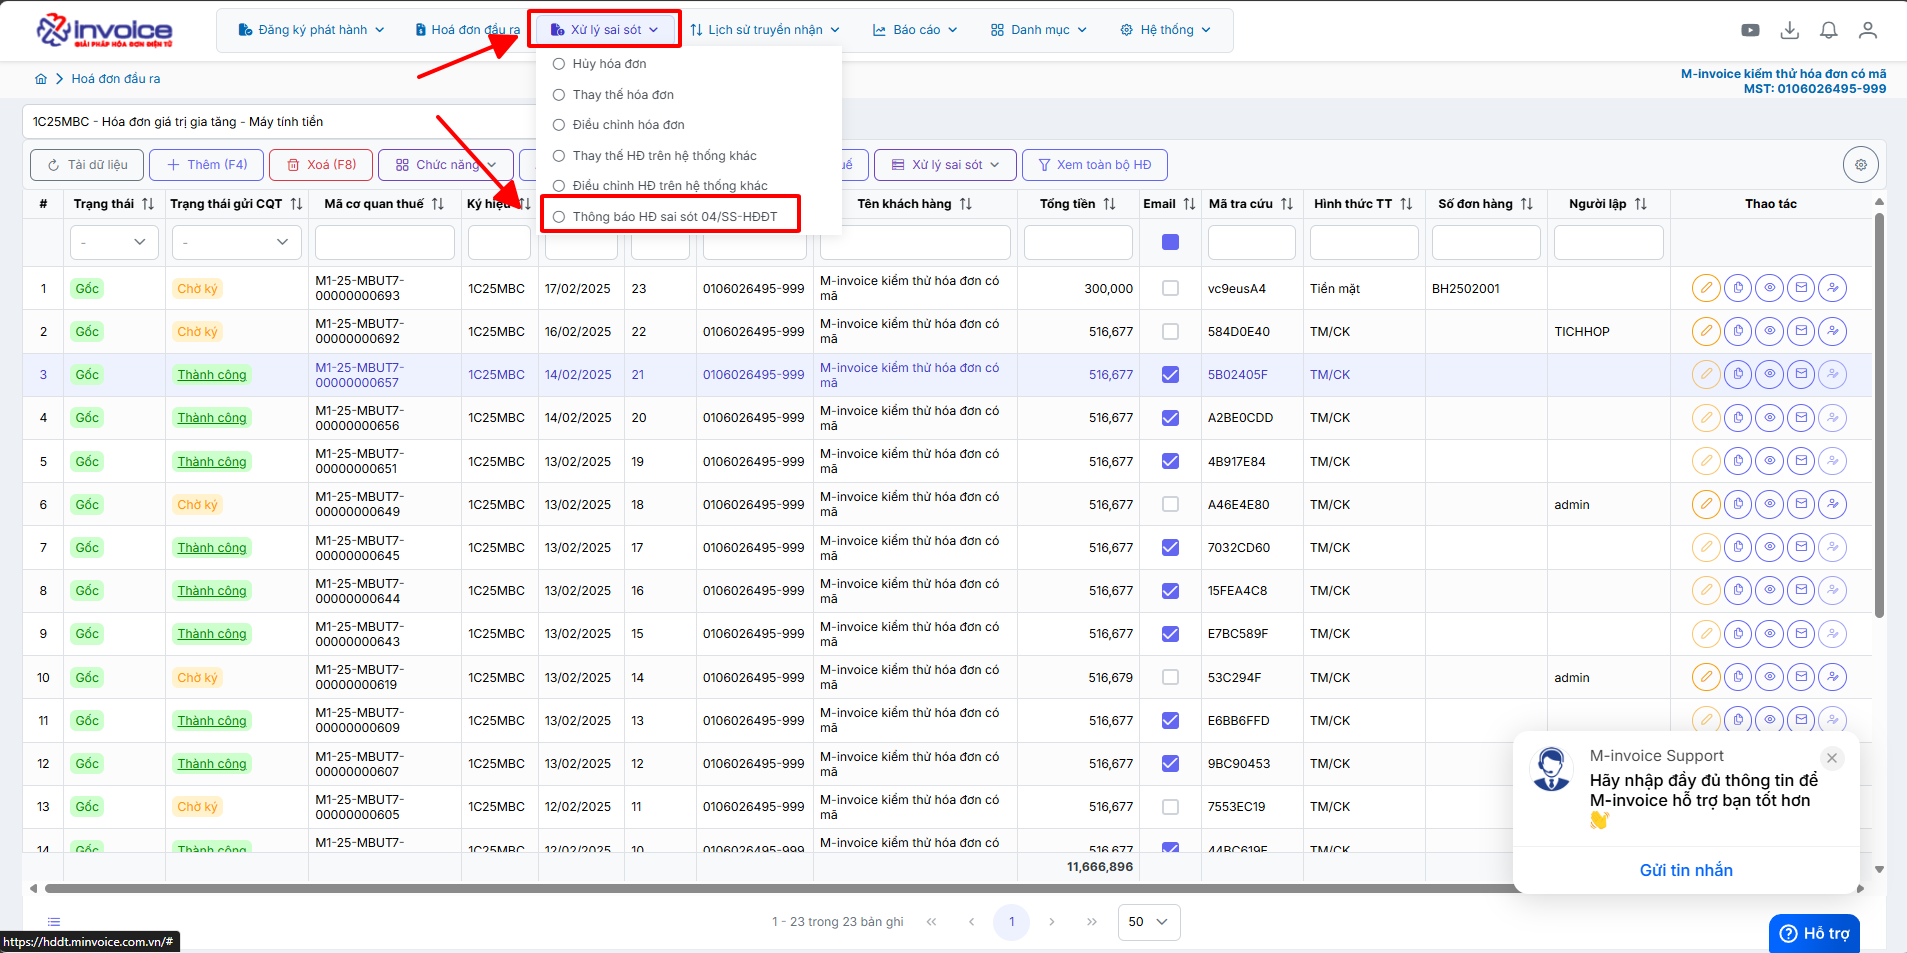 invoice
GIẢI PHÁP HÓA ĐƠN ĐIỆN TỬ
Đăng ký phát hành
Hoá đơn đầu ra
Xử lý sai sót
Lịch sử truyền nhận
Báo cáo
Danh mục
Hệ thống
Hoá đơn đầu ra
M-invoice kiểm thử hóa đơn có mã
MST: 0106026495-999
Hủy hóa đơn
Thay thế hóa đơn
Điều chỉnh hóa đơn
Thay thế HĐ trên hệ thống khác
Điều chỉnh HĐ trên hệ thống khác
Thông báo HĐ sai sót 04/SS-HĐĐT
1C25MBC - Hóa đơn giá trị gia tăng - Máy tính tiền
Tải dữ liệu
Thêm (F4)
Xoá (F8)
Chức năng
uế
Xử lý sai sót
Xem toàn bộ HĐ
# Trạng thái Trạng thái gửi CQT Mã cơ quan thuế Ký hiệu Tên khách hàng Tổng tiền Email Mã tra cứu Hình thức TT Số đơn hàng Người lập Thao tác
- -
1 Gốc Chờ ký M1-25-MBUT7-00000000693 1C25MBC 17/02/2025 23 0106026495-999 M-invoice kiểm thử hóa đơn có mã 300,000 vc9eusA4 Tiền mặt BH2502001
2 Gốc Chờ ký M1-25-MBUT7-00000000692 1C25MBC 16/02/2025 22 0106026495-999 M-invoice kiểm thử hóa đơn có mã 516,677 584D0E40 TM/CK TICHHOP
3 Gốc Thành công M1-25-MBUT7-00000000657 1C25MBC 14/02/2025 21 0106026495-999 M-invoice kiểm thử hóa đơn có mã 516,677 5B02405F TM/CK
4 Gốc Thành công M1-25-MBUT7-00000000656 1C25MBC 14/02/2025 20 0106026495-999 M-invoice kiểm thử hóa đơn có mã 516,677 A2BE0CDD TM/CK
5 Gốc Thành công M1-25-MBUT7-00000000651 1C25MBC 13/02/2025 19 0106026495-999 M-invoice kiểm thử hóa đơn có mã 516,677 4B917E84 TM/CK
6 Gốc Chờ ký M1-25-MBUT7-00000000649 1C25MBC 13/02/2025 18 0106026495-999 M-invoice kiểm thử hóa đơn có mã 516,677 A46E4E80 TM/CK admin
7 Gốc Thành công M1-25-MBUT7-00000000645 1C25MBC 13/02/2025 17 0106026495-999 M-invoice kiểm thử hóa đơn có mã 516,677 7032CD60 TM/CK
8 Gốc Thành công M1-25-MBUT7-00000000644 1C25MBC 13/02/2025 16 0106026495-999 M-invoice kiểm thử hóa đơn có mã 516,677 15FEA4C8 TM/CK
9 Gốc Thành công M1-25-MBUT7-00000000643 1C25MBC 13/02/2025 15 0106026495-999 M-invoice kiểm thử hóa đơn có mã 516,677 E7BC589F TM/CK
10 Gốc Chờ ký M1-25-MBUT7-00000000619 1C25MBC 13/02/2025 14 0106026495-999 M-invoice kiểm thử hóa đơn có mã 516,679 53C294F TM/CK admin
11 Gốc Thành công M1-25-MBUT7-00000000609 1C25MBC 13/02/2025 13 0106026495-999 M-invoice kiểm thử hóa đơn có mã 516,677 E6BB6FFD TM/CK
12 Gốc Thành công M1-25-MBUT7-00000000607 1C25MBC 13/02/2025 12 0106026495-999 M-invoice kiểm thử hóa đơn có mã 516,677 9BC90453 TM/CK
13 Gốc Chờ ký M1-25-MBUT7-00000000605 1C25MBC 12/02/2025 11 0106026495-999 M-invoice kiểm thử hóa đơn có mã 516,677 7553EC19 TM/CK
14 Gốc Thành công M1-25-MBUT7- 1C25MBC 12/02/2025 10 0106026495-999 M-invoice kiểm thử hóa đơn có 516,677 44BC619F TM/CK
11,666,896
1 - 23 trong 23 bản ghi
1
50
M-invoice Support
Hãy nhập đầy đủ thông tin để
M-invoice hỗ trợ bạn tốt hơn
Gửi tin nhắn
Hỗ trợ
https://hddt.minvoice.com.vn/#